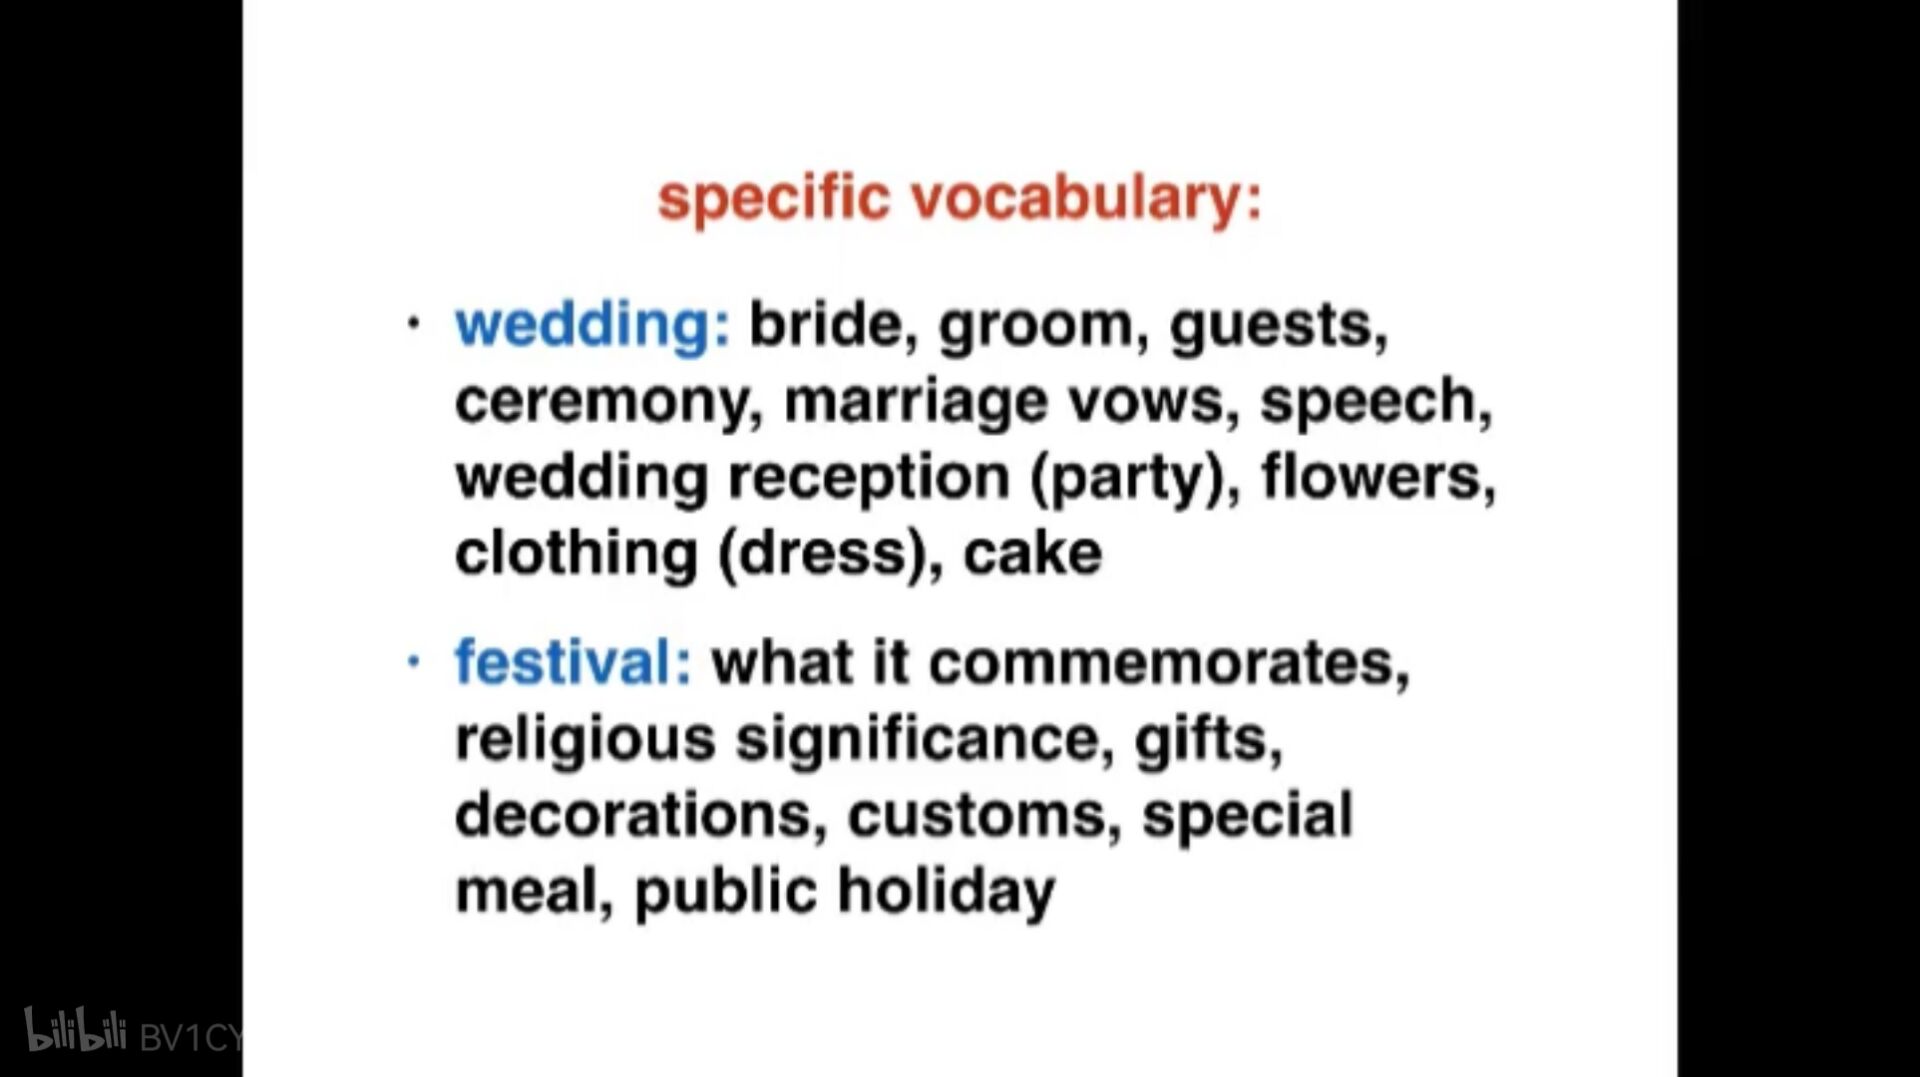 specific vocabulary:
· wedding: bride, groom, guests,
ceremony, marriage vows, speech,
wedding reception (party), flowers,
clothing (dress), cake
· festival: what it commemorates,
religious significance, gifts,
decorations, customs, special
meal, public holiday
bilibili BV1CY